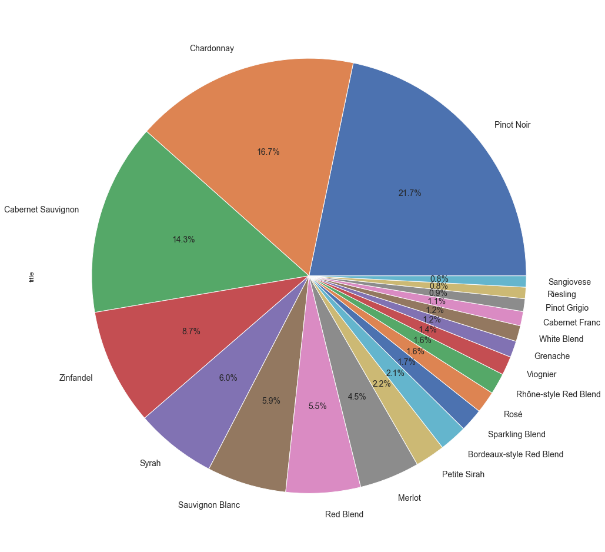 Chardonnay
Pinot Noir
16.7%
21.7%
Cabernet Sauvignon
14.3%
title
0.8%
Sangiovese
0.8%
Riesling
0.9%
Pinot Grigio
1.1%
Cabernet Franc
1.2%
White Blend
1.2%
Grenache
1.4%
Viognier
1.6%
Rhône-style Red Blend
1.6%
Rosé
1.7%
Sparkling Blend
2.1%
Bordeaux-style Red Blend
2.2%
Petite Sirah
8.7%
Zinfandel
6.0%
Syrah
5.9%
Sauvignon Blanc
5.5%
Red Blend
4.5%
Merlot